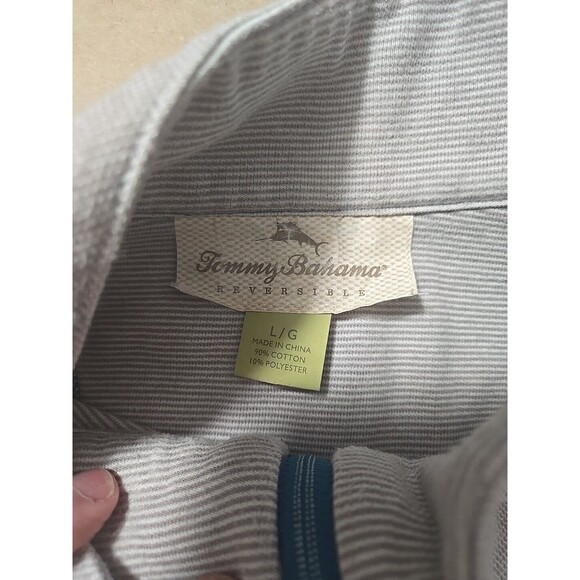 Tommy Bahama®
REVERSIBLE
L/G
MADE IN CHINA
90% COTTON
10% POLYESTER